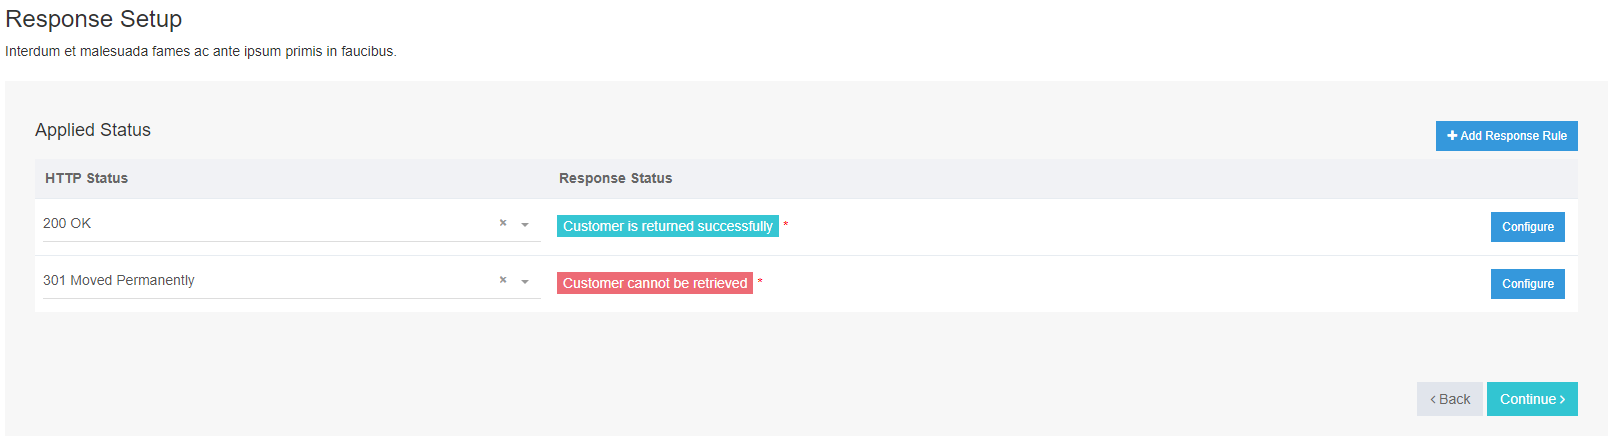 Response Setup
Interdum et malesuada fames ac ante ipsum primis in faucibus.
Applied Status
+ Add Response Rule
HTTP Status Response Status
200 OK × Customer is returned successfully * Configure
301 Moved Permanently × Customer cannot be retrieved * Configure
‹ Back Continue ›